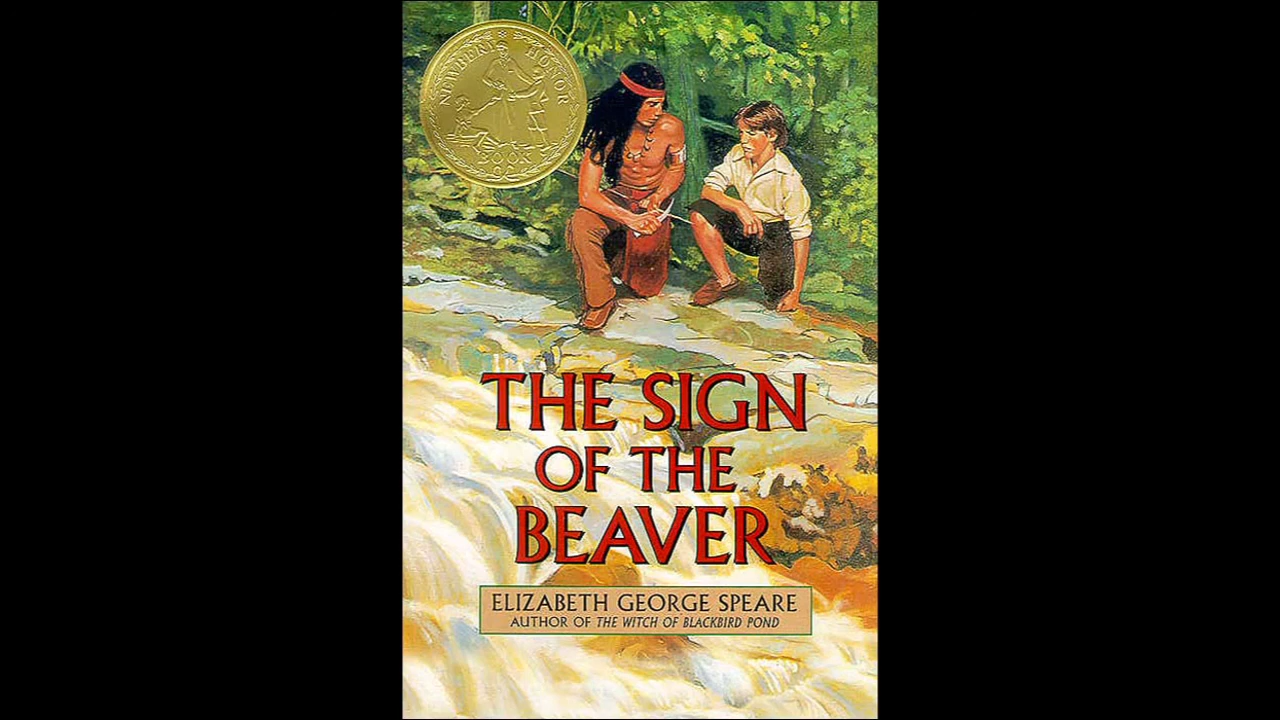 NEWBERY HONOR
BOOK
THE SIGN
OF THE
BEAVER
ELIZABETH GEORGE SPEARE
AUTHOR OF THE WITCH OF BLACKBIRD POND